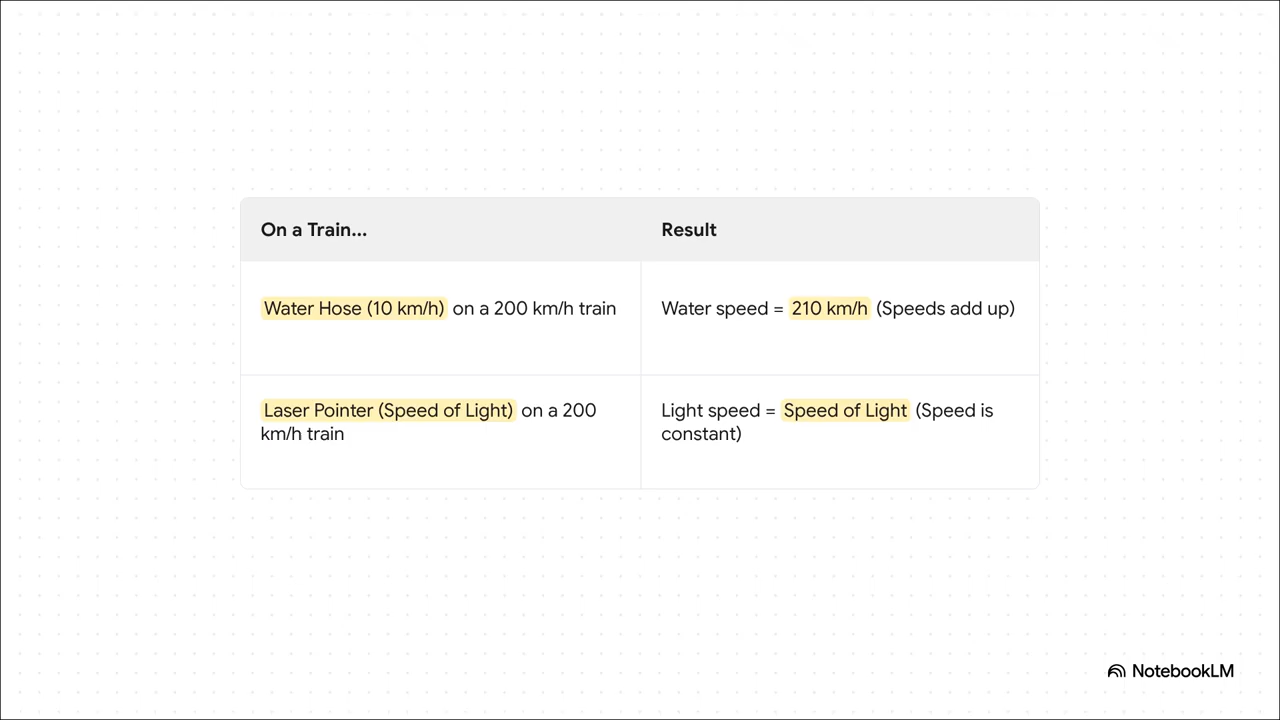 On a Train...
Result
Water Hose (10 km/h) on a 200 km/h train
Water speed = 210 km/h (Speeds add up)
Laser Pointer (Speed of Light) on a 200
km/h train
Light speed = Speed of Light (Speed is
constant)
NotebookLM